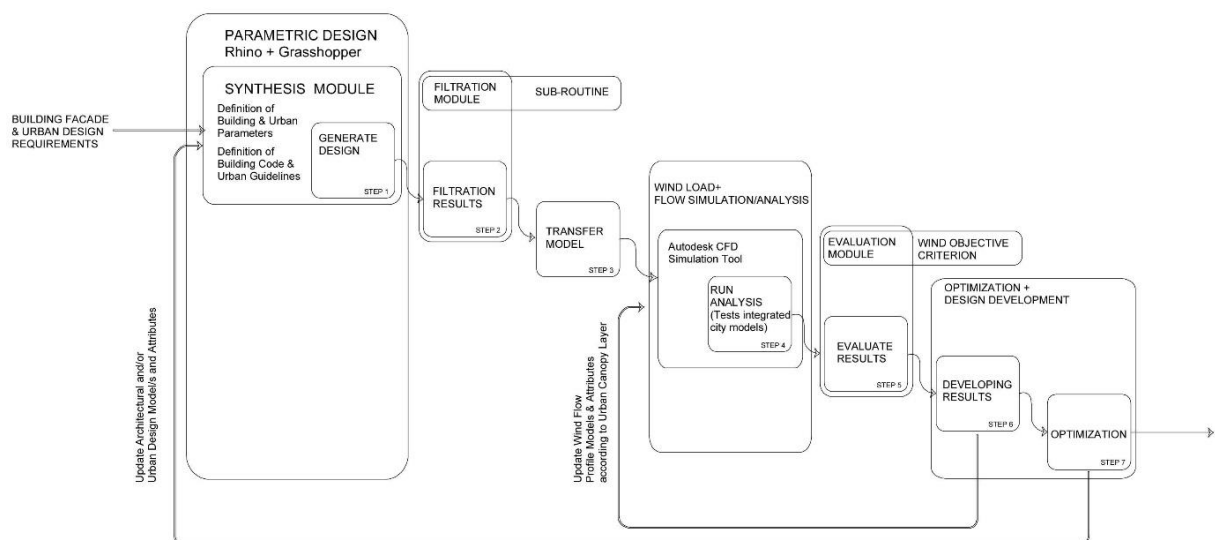 PARAMETRIC DESIGN
Rhino + Grasshopper
SYNTHESIS MODULE
Definition of
Building & Urban
Parameters
Definition of
Building Code &
Urban Guidelines
GENERATE
DESIGN
STEP 1
BUILDING FACADE
& URBAN DESIGN
REQUIREMENTS
FILTRATION
MODULE
SUB-ROUTINE
FILTRATION
RESULTS
STEP 2
TRANSFER
MODEL
STEP 3
WIND LOAD+
FLOW SIMULATION/ANALYSIS
Autodesk CFD
Simulation Tool
RUN
ANALYSIS
(Tests integrated
city models)
STEP 4
EVALUATION
MODULE
WIND OBJECTIVE
CRITERION
EVALUATE
RESULTS
STEP 5
OPTIMIZATION +
DESIGN DEVELOPMENT
DEVELOPING
RESULTS
STEP 6
OPTIMIZATION
STEP 7
Update Architectural and/or
Urban Design Model/s and Attributes
Update Wind Flow
Profile Models & Attributes
according to Urban Canopy Layer